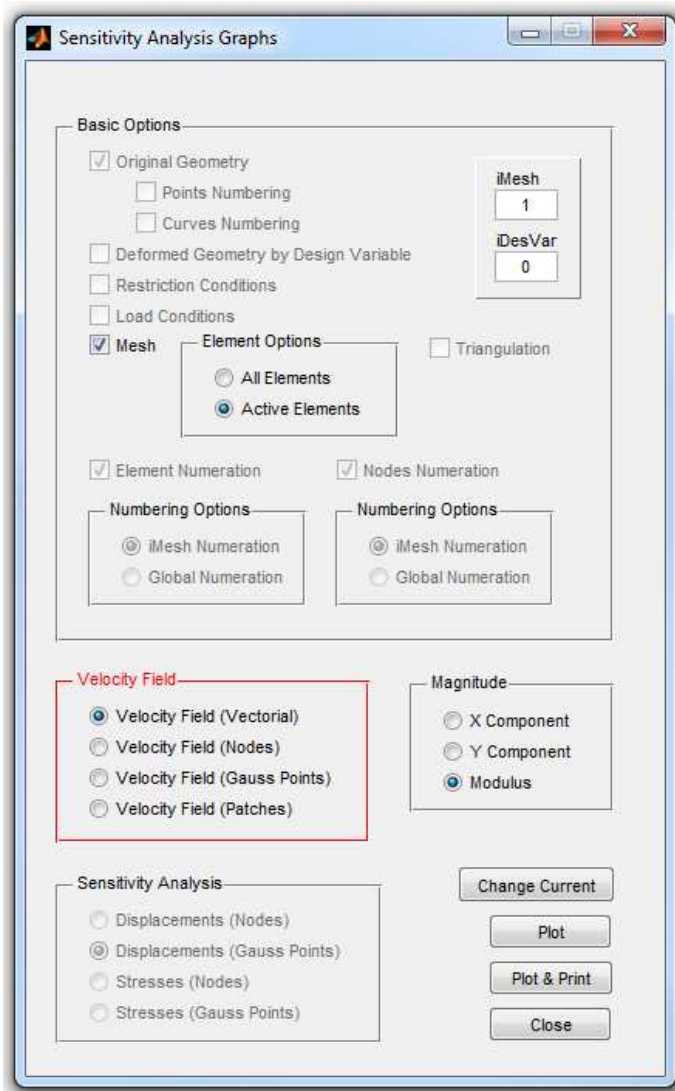 Sensitivity Analysis Graphs
Basic Options
Original Geometry
Points Numbering
Curves Numbering
Deformed Geometry by Design Variable
Restriction Conditions
Load Conditions
iMesh
1
iDesVar
0
Mesh
Element Options
All Elements
Active Elements
Triangulation
Element Numeration
Nodes Numeration
Numbering Options
iMesh Numeration
Global Numeration
Numbering Options
iMesh Numeration
Global Numeration
Velocity Field
Velocity Field (Vectorial)
Velocity Field (Nodes)
Velocity Field (Gauss Points)
Velocity Field (Patches)
Magnitude
X Component
Y Component
Modulus
Sensitivity Analysis
Displacements (Nodes)
Displacements (Gauss Points)
Stresses (Nodes)
Stresses (Gauss Points)
Change Current
Plot
Plot & Print
Close